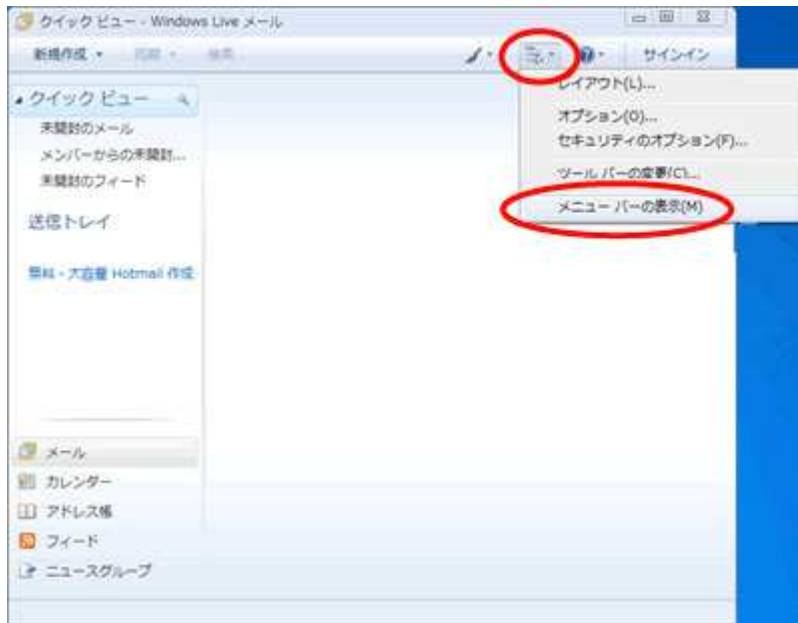 クイック ビュー - Windows Live メール
新規作成 印刷 検索 サインイン
レイアウト(L)...
オプション(O)...
セキュリティのオプション(F)...
ツール バーの変更(C)...
メニュー バーの表示(M)
クイック ビュー
未開封のメール
メンバーからの未開封...
未開封のフィード
送信トレイ
無料・大容量 Hotmail 作成
メール
カレンダー
アドレス帳
フィード
ニュースグループ